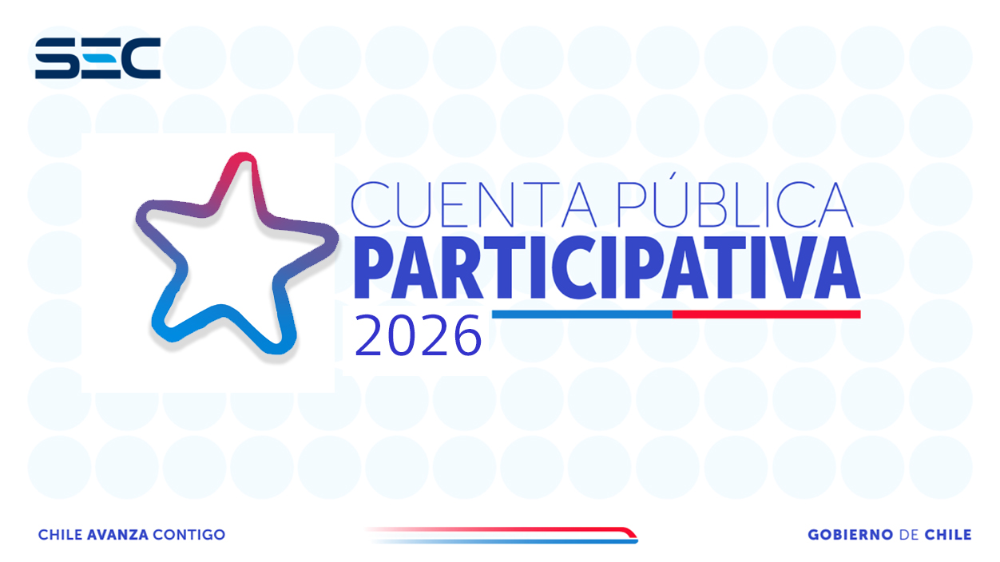 SEC
CUENTA PÚBLICA
PARTICIPATIVA
2026
CHILE AVANZA CONTIGO
GOBIERNO DE CHILE